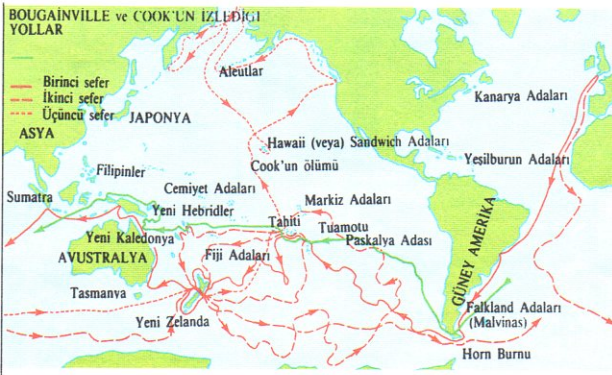 BOUGAINVILLE ve COOK'UN İZLEDİĞİ
YOLLAR
Birinci sefer
İkinci sefer
Üçüncü sefer
ASYA
JAPONYA
Aleutlar
Kanarya Adaları
Hawaii (veya) Sandwich Adaları
Cook'un ölümü
Yeşilburun Adaları
Filipinler
Sumatra
Cemiyet Adaları
Markiz Adaları
Yeni Hebridler
Tahiti
Tuamotu
Paskalya Adası
Yeni Kaledonya
Fiji Adaları
AVUSTRALYA
GÜNEY AMERIKA
Tasmanya
Yeni Zelanda
Falkland Adaları
(Malvinas)
Horn Burnu